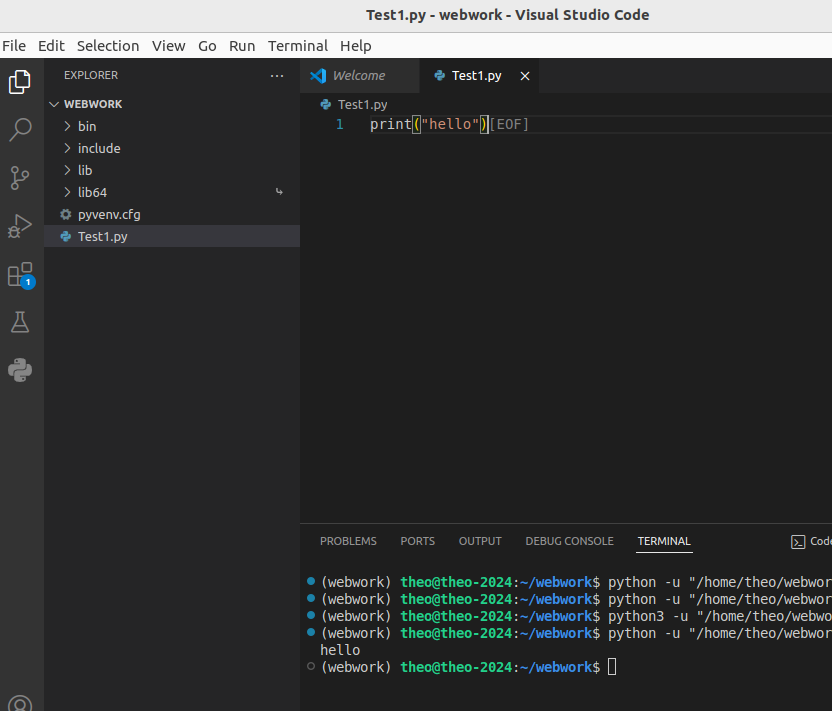 Test1.py - webwork - Visual Studio Code
File Edit Selection View Go Run Terminal Help
EXPLORER ...
WEBWORK
bin
include
lib
lib64
pyvenv.cfg
Test1.py
1
Welcome Test1.py
Test1.py
1 print("hello")[EOF]
PROBLEMS PORTS OUTPUT DEBUG CONSOLE TERMINAL Code
(webwork) theo@theo-2024:~/webwork$ python -u "/home/theo/webwor
(webwork) theo@theo-2024:~/webwork$ python -u "/home/theo/webwor
(webwork) theo@theo-2024:~/webwork$ python3 -u "/home/theo/webwo
(webwork) theo@theo-2024:~/webwork$ python -u "/home/theo/webwor
hello
(webwork) theo@theo-2024:~/webwork$